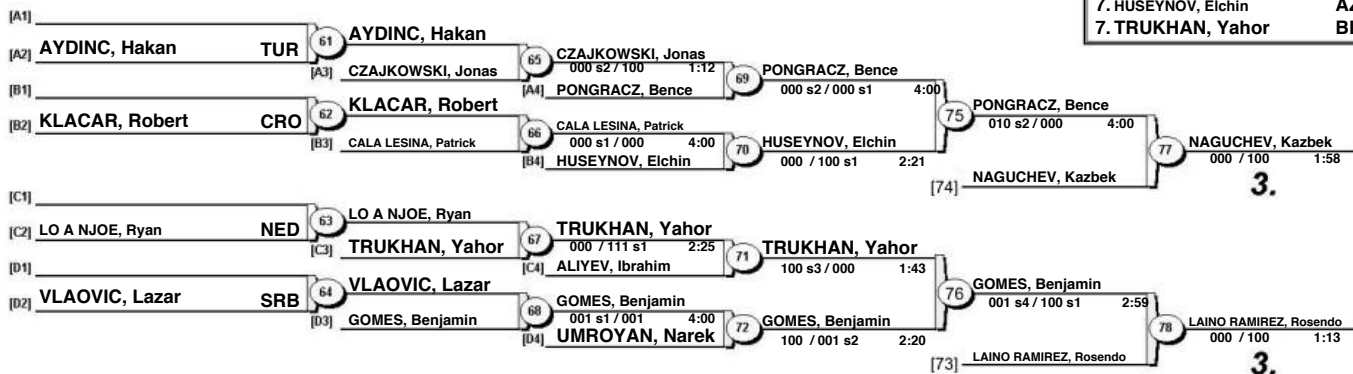 7. HUSEYNOV, Elchin
7. TRUKHAN, Yahor
[A1]
[A2] AYDINC, Hakan TUR
61
AYDINC, Hakan
[A3] CZAJKOWSKI, Jonas
65
CZAJKOWSKI, Jonas
000 s2 / 100 1:12
[A4] PONGRACZ, Bence
69
PONGRACZ, Bence
000 s2 / 000 s1 4:00
[B1]
[B2] KLACAR, Robert CRO
62
KLACAR, Robert
[B3] CALA LESINA, Patrick
66
CALA LESINA, Patrick
000 s1 / 000 4:00
[B4] HUSEYNOV, Elchin
70
HUSEYNOV, Elchin
000 / 100 s1 2:21
75
PONGRACZ, Bence
010 s2 / 000 4:00
[74] NAGUCHEV, Kazbek
77
NAGUCHEV, Kazbek
000 / 100 1:58
3.
[C1]
[C2] LO A NJOE, Ryan NED
63
LO A NJOE, Ryan
[C3] TRUKHAN, Yahor
67
TRUKHAN, Yahor
000 / 111 s1 2:25
[C4] ALIYEV, Ibrahim
71
TRUKHAN, Yahor
100 s3 / 000 1:43
[D1]
[D2] VLAOVIC, Lazar SRB
64
VLAOVIC, Lazar
[D3] GOMES, Benjamin
68
GOMES, Benjamin
001 s1 / 001 4:00
[D4] UMROYAN, Narek
72
GOMES, Benjamin
100 / 001 s2 2:20
76
GOMES, Benjamin
001 s4 / 100 s1 2:59
[73] LAINO RAMIREZ, Rosendo
78
LAINO RAMIREZ, Rosendo
000 / 100 1:13
3.